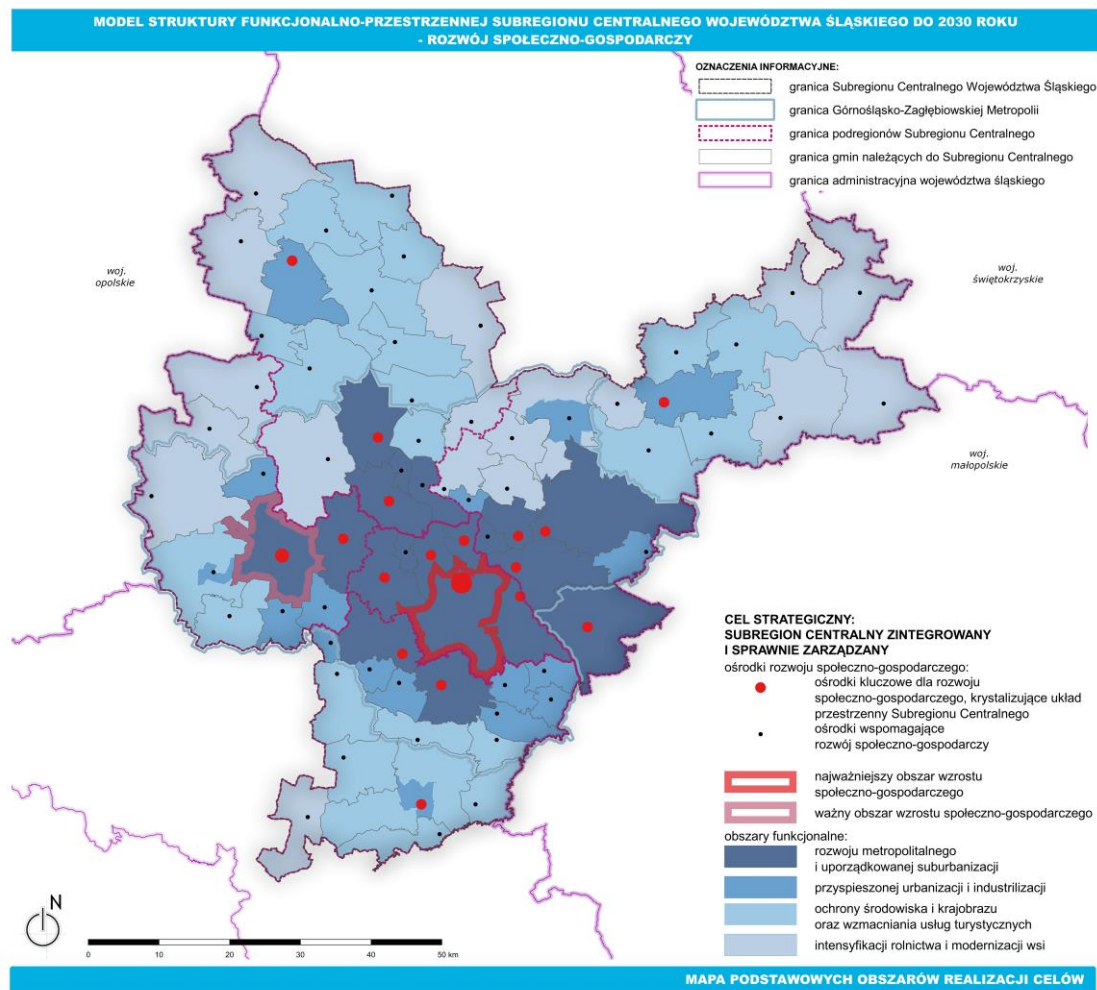 MODEL STRUKTURY FUNKCJONALNO-PRZESTRZENNEJ SUBREGIONU CENTRALNEGO WOJEWÓDZTWA ŚLĄSKIEGO DO 2030 ROKU
- ROZWÓJ SPOŁECZNO-GOSPODARCZY
OZNACZENIA INFORMACYJNE:
granica Subregionu Centralnego Województwa Śląskiego
granica Górnośląsko-Zagłębiowskiej Metropolii
granica podregionów Subregionu Centralnego
granica gmin należących do Subregionu Centralnego
granica administracyjna województwa śląskiego
woj.
opolskie
woj.
świętokrzyskie
woj.
małopolskie
CEL STRATEGICZNY:
SUBREGION CENTRALNY ZINTEGROWANY
I SPRAWNIE ZARZĄDZANY
ośrodki rozwoju społeczno-gospodarczego:
ośrodki kluczowe dla rozwoju
społeczno-gospodarczego, krystalizujące układ
przestrzenny Subregionu Centralnego
ośrodki wspomagające
rozwój społeczno-gospodarczy
najważniejszy obszar wzrostu
społeczno-gospodarczego
ważny obszar wzrostu społeczno-gospodarczego
obszary funkcjonalne:
rozwoju metropolitalnego
i uporządkowanej suburbanizacji
przyspieszonej urbanizacji i industrilizacji
ochrony środowiska i krajobrazu
oraz wzmacniania usług turystycznych
intensyfikacji rolnictwa i modernizacji wsi
N
0 10 20 30 40 50 km
MAPA PODSTAWOWYCH OBSZARÓW REALIZACJI CELÓW